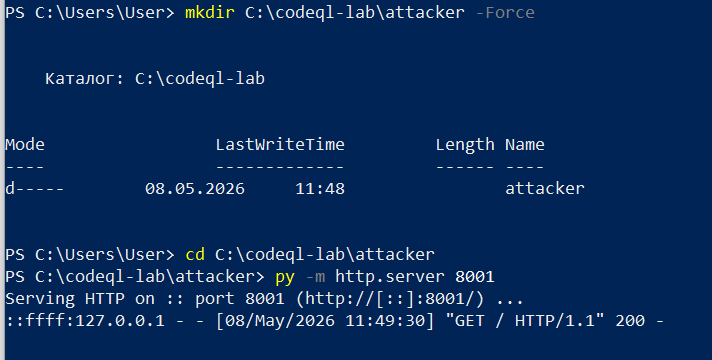 PS C:\Users\User> mkdir C:\codeql-lab\attacker -Force
Каталог: C:\codeql-lab
Mode LastWriteTime Length Name
---- ------------- ------ ----
d----- 08.05.2026 11:48 attacker
PS C:\Users\User> cd C:\codeql-lab\attacker
PS C:\codeql-lab\attacker> py -m http.server 8001
Serving HTTP on :: port 8001 (http://[::]:8001/) ...
::ffff:127.0.0.1 - - [08/May/2026 11:49:30] "GET / HTTP/1.1" 200 -